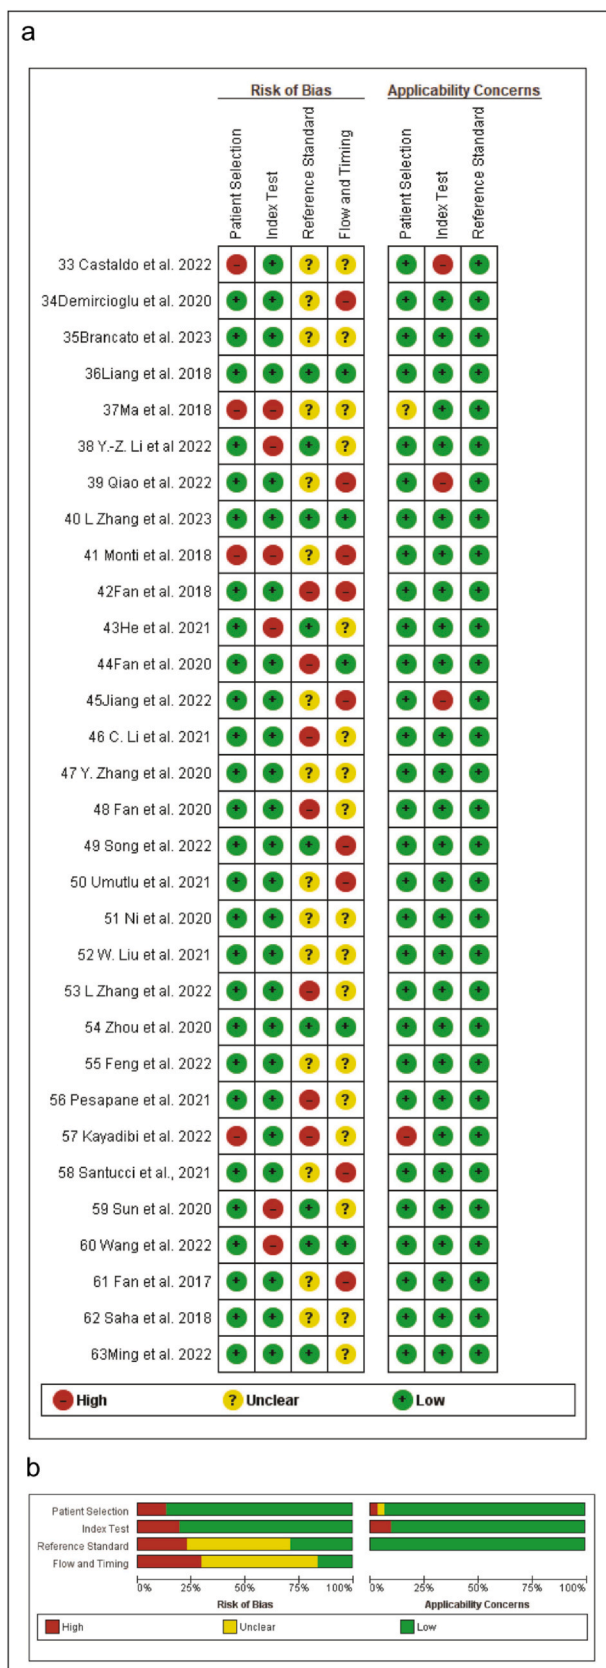 a
Risk of Bias
Applicability Concerns
Patient Selection
Index Test
Reference Standard
Flow and Timing
Patient Selection
Index Test
Reference Standard
33 Castaldo et al. 2022
34Demircioglu et al. 2020
35Brancato et al. 2023
36Liang et al. 2018
37Ma et al. 2018
38 Y.-Z. Li et al 2022
39 Qiao et al. 2022
40 L.Zhang et al. 2023
41 Monti et al. 2018
42Fan et al. 2018
43He et al. 2021
44Fan et al. 2020
45Jiang et al. 2022
46 C. Li et al. 2021
47 Y. Zhang et al. 2020
48 Fan et al. 2020
49 Song et al. 2022
50 Umutlu et al. 2021
51 Ni et al. 2020
52 W. Liu et al. 2021
53 L.Zhang et al. 2022
54 Zhou et al. 2020
55 Feng et al. 2022
56 Pesapane et al. 2021
57 Kayadibi et al. 2022
58 Santucci et al., 2021
59 Sun et al. 2020
60 Wang et al. 2022
61 Fan et al. 2017
62 Saha et al. 2018
63Ming et al. 2022
High
? Unclear
Low
b
Patient Selection
Index Test
Reference Standard
Flow and Timing
0% 25% 50% 75% 100% 0% 25% 50% 75% 100%
Risk of Bias
Applicability Concerns
High
Unclear
Low